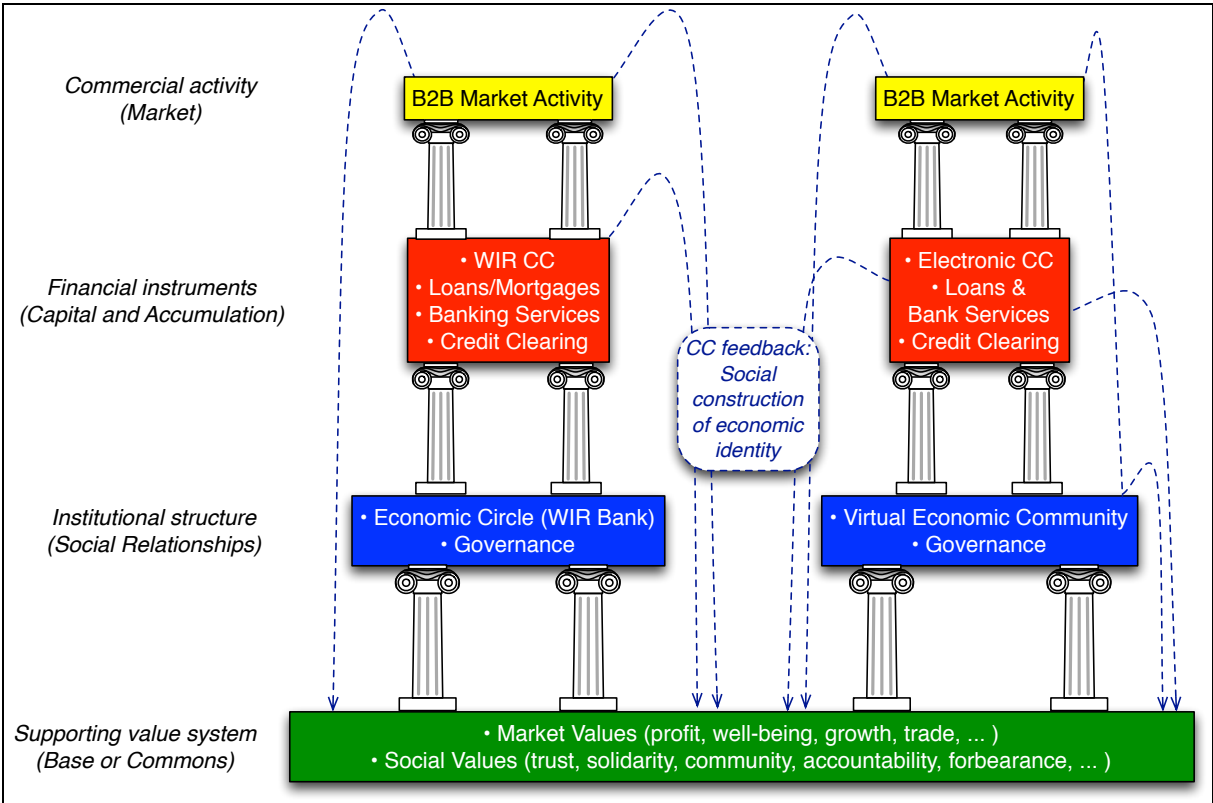 Commercial activity
(Market)
B2B Market Activity
B2B Market Activity
Financial instruments
(Capital and Accumulation)
• WIR CC
• Loans/Mortgages
• Banking Services
• Credit Clearing
• Electronic CC
• Loans &
Bank Services
• Credit Clearing
CC feedback:
Social
construction
of economic
identity
Institutional structure
(Social Relationships)
• Economic Circle (WIR Bank)
• Governance
• Virtual Economic Community
• Governance
Supporting value system
(Base or Commons)
• Market Values (profit, well-being, growth, trade, ... )
• Social Values (trust, solidarity, community, accountability, forbearance, ... )